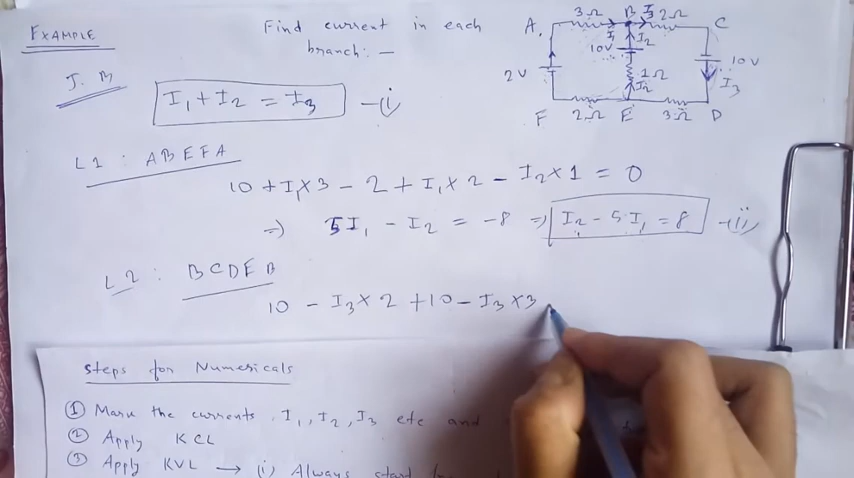 EXAMPLE
Find current in each
branch: —
J. B
I₁ + I₂ = I₃ —(i)
L1 : ABEFA
10 + I₁×3 − 2 + I₁×2 − I₂×1 = 0
=> 5I₁ − I₂ = −8 => I₂ − 5I₁ = 8 —(ii)
L2 : BCDEB
10 − I₃×2 + 10 − I₃×3
A 3Ω B I₃ 2Ω C
I₁ I₂
10V 10V
2V 1Ω I₃
I₂
F 2Ω E 3Ω D
Steps for Numericals
① Mark the currents I₁, I₂, I₃ etc and
② Apply KCL
③ Apply KVL → (i) Always start